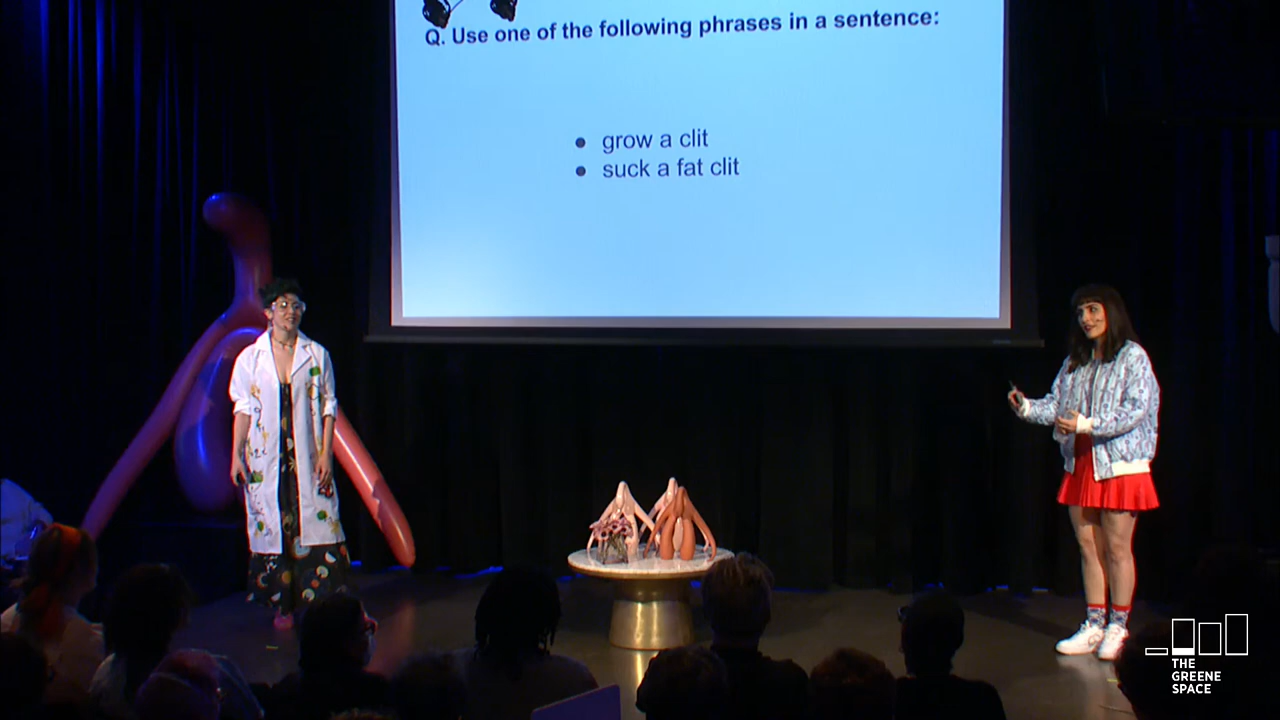 Q. Use one of the following phrases in a sentence:
● grow a clit
● suck a fat clit
THE
GREENE
SPACE